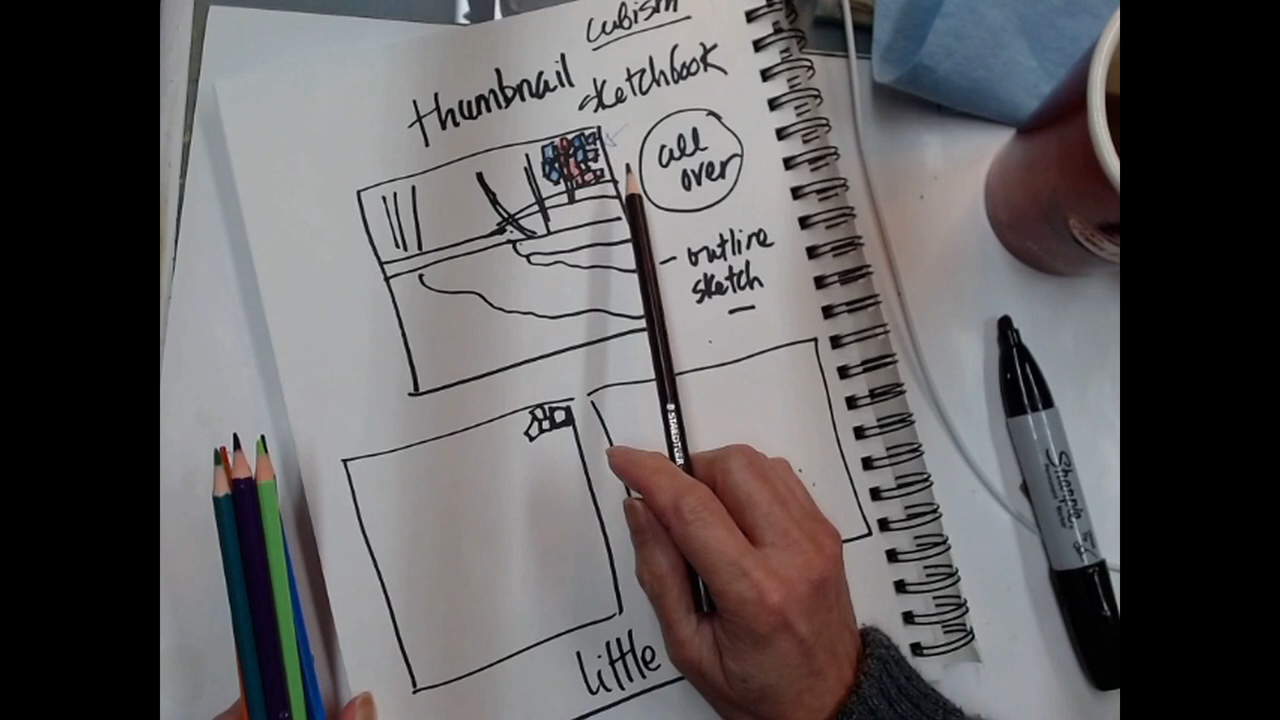 cubism
thumbnail sketchbook
all
over
- outline
sketch
little
STAEDTLER
Sharpie